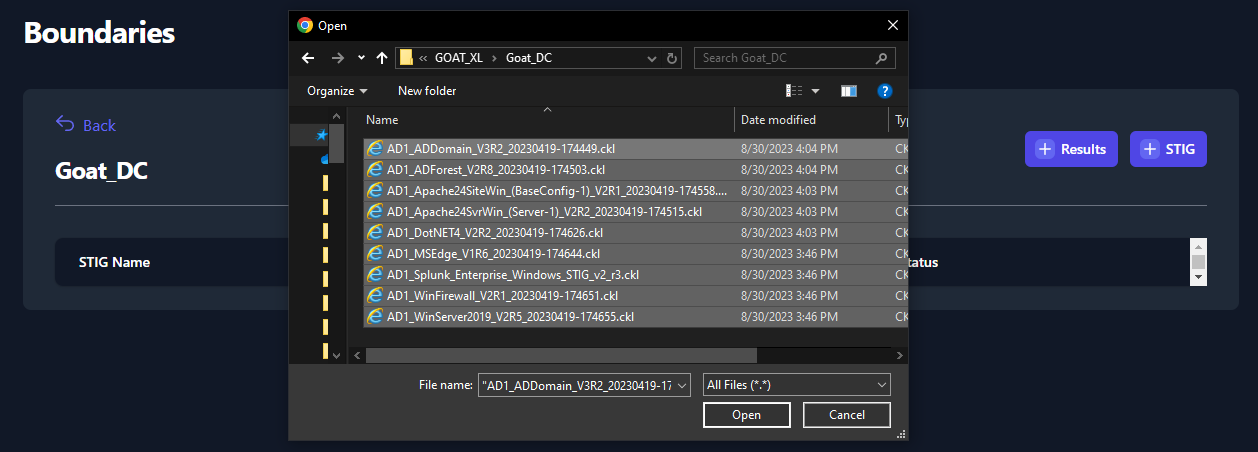 Boundaries
Open
« GOAT_XL › Goat_DC
Search Goat_DC
Organize
New folder
Back
Goat_DC
Results
STIG
STIG Name
Status
Name
Date modified
Ty
AD1_ADDomain_V3R2_20230419-174449.ckl 8/30/2023 4:04 PM CK
AD1_ADForest_V2R8_20230419-174503.ckl 8/30/2023 4:04 PM CK
AD1_Apache24SiteWin_(BaseConfig-1)_V2R1_20230419-174558.... 8/30/2023 4:03 PM CK
AD1_Apache24SvrWin_(Server-1)_V2R2_20230419-174515.ckl 8/30/2023 4:03 PM CK
AD1_DotNET4_V2R2_20230419-174626.ckl 8/30/2023 4:03 PM CK
AD1_MSEdge_V1R6_20230419-174644.ckl 8/30/2023 3:46 PM CK
AD1_Splunk_Enterprise_Windows_STIG_v2_r3.ckl 8/30/2023 3:46 PM CK
AD1_WinFirewall_V2R1_20230419-174651.ckl 8/30/2023 3:46 PM CK
AD1_WinServer2019_V2R5_20230419-174655.ckl 8/30/2023 3:46 PM CK
File name: "AD1_ADDomain_V3R2_20230419-17
All Files (*.*)
Open
Cancel